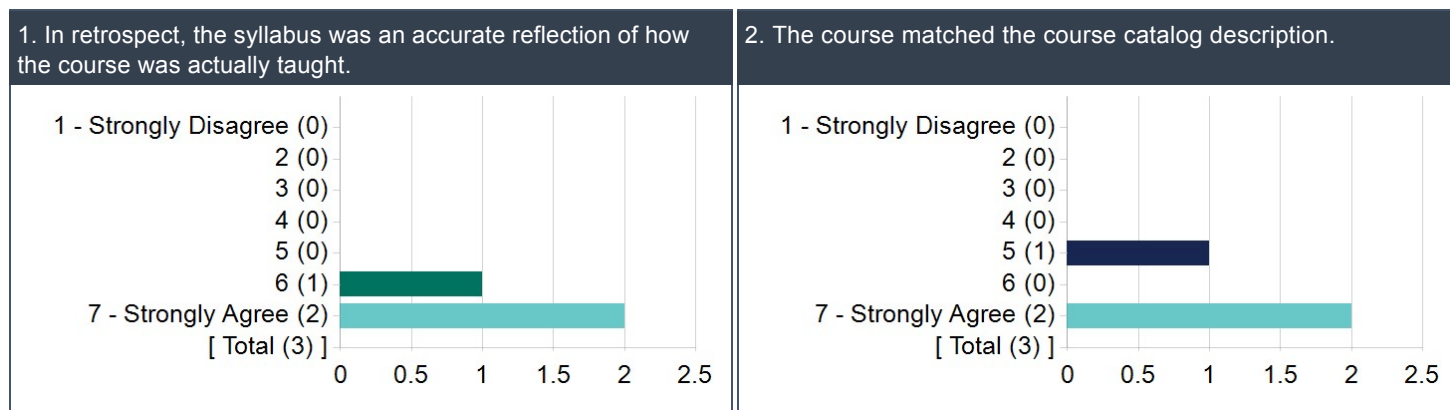 1. In retrospect, the syllabus was an accurate reflection of how
the course was actually taught.
1 - Strongly Disagree (0)
2 (0)
3 (0)
4 (0)
5 (0)
6 (1)
7 - Strongly Agree (2)
[ Total (3) ]
0 0.5 1 1.5 2 2.5
2. The course matched the course catalog description.
1 - Strongly Disagree (0)
2 (0)
3 (0)
4 (0)
5 (1)
6 (0)
7 - Strongly Agree (2)
[ Total (3) ]
0 0.5 1 1.5 2 2.5